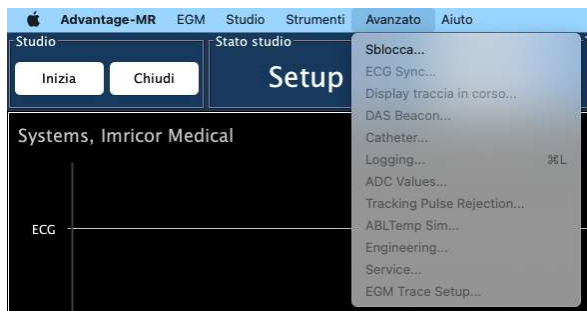 Advantage-MR EGM Studio Strumenti Avanzato Aiuto
Studio
Inizia Chiudi
Stato studio
Setup
Sblocca...
ECG Sync...
Display traccia in corso...
DAS Beacon...
Catheter...
Logging... ⌘L
ADC Values...
Tracking Pulse Rejection...
ABLTemp Sim...
Engineering...
Service...
EGM Trace Setup...
Systems, Imricor Medical
ECG